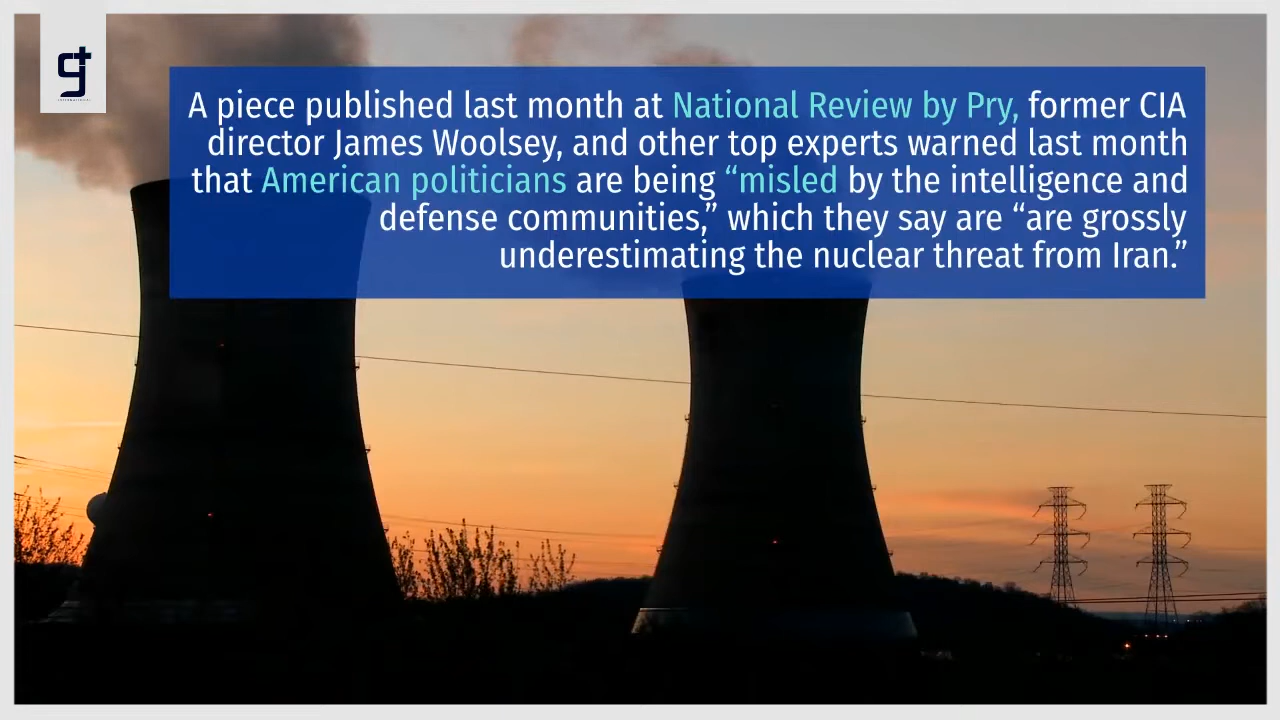 gt
A piece published last month at National Review by Pry, former CIA
director James Woolsey, and other top experts warned last month
that American politicians are being “misled by the intelligence and
defense communities,” which they say are “are grossly
underestimating the nuclear threat from Iran.”